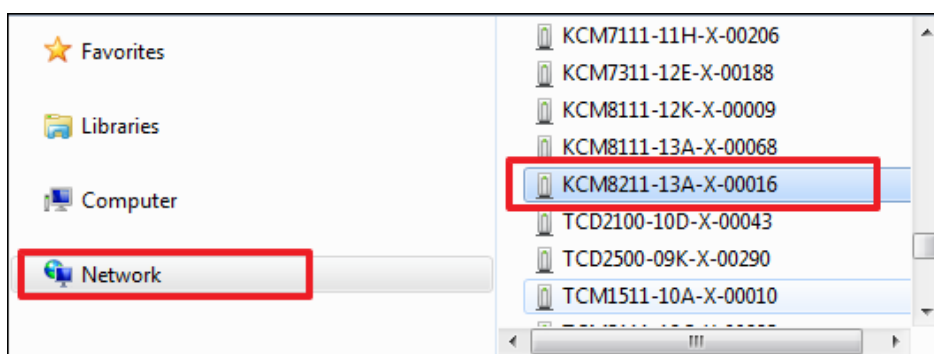 Favorites
Libraries
Computer
Network
KCM7111-11H-X-00206
KCM7311-12E-X-00188
KCM8111-12K-X-00009
KCM8111-13A-X-00068
KCM8211-13A-X-00016
TCD2100-10D-X-00043
TCD2500-09K-X-00290
TCM1511-10A-X-00010